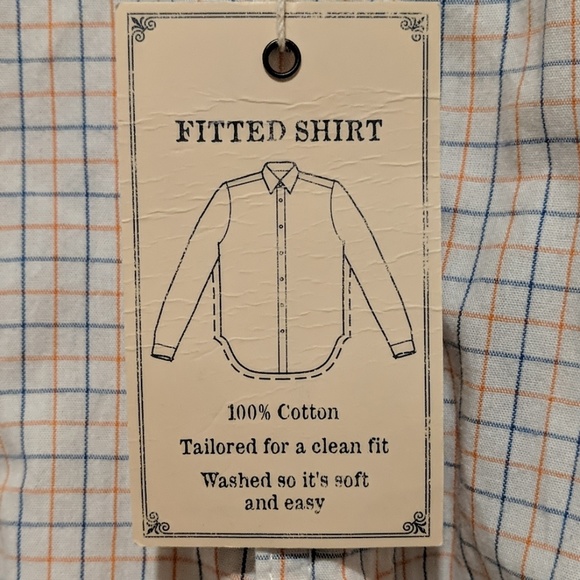 FITTED SHIRT
100% Cotton
Tailored for a clean fit
Washed so it's soft
and easy